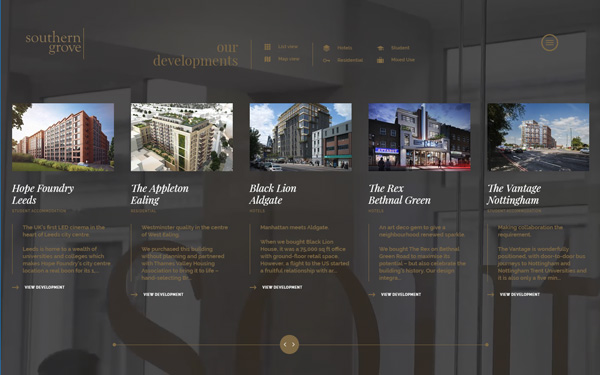 southern
grove
our
developments
List view
Map view
Hotels
Residential
Student
Mixed Use
Hope Foundry
Leeds
STUDENT ACCOMMODATION
The UK's first LED cinema in the
heart of Leeds city centre.
Leeds is home to a wealth of
universities and colleges which
makes Hope Foundry's city centre
location a real boon for its s...
VIEW DEVELOPMENT
The Appleton
Ealing
RESIDENTIAL
Westminster quality in the centre
of West Ealing.
We purchased this building
without planning and partnered
with Thames Valley Housing
Association to bring it to life –
hand-selecting th...
VIEW DEVELOPMENT
Black Lion
Aldgate
HOTELS
Manhattan meets Aldgate.
When we bought Black Lion
House, it was a 75,000 sq ft office
with ground-floor retail space.
However, a flight to the US started
a fruitful relationship with ar...
VIEW DEVELOPMENT
The Rex
Bethnal Green
HOTELS
An art deco gem to give a
neighbourhood renewed sparkle.
We bought The Rex on Bethnal
Green Road to maximise its
potential – but also celebrate the
building's history. Our design
integra...
VIEW DEVELOPMENT
The Vantage
Nottingham
STUDENT ACCOMMODATION
Making collaboration the
requirement.
The Vantage is wonderfully
positioned, with door-to-door bus
journeys to Nottingham and
Nottingham Trent Universities and
it is also only a five min...
VIEW DEVELOPMENT